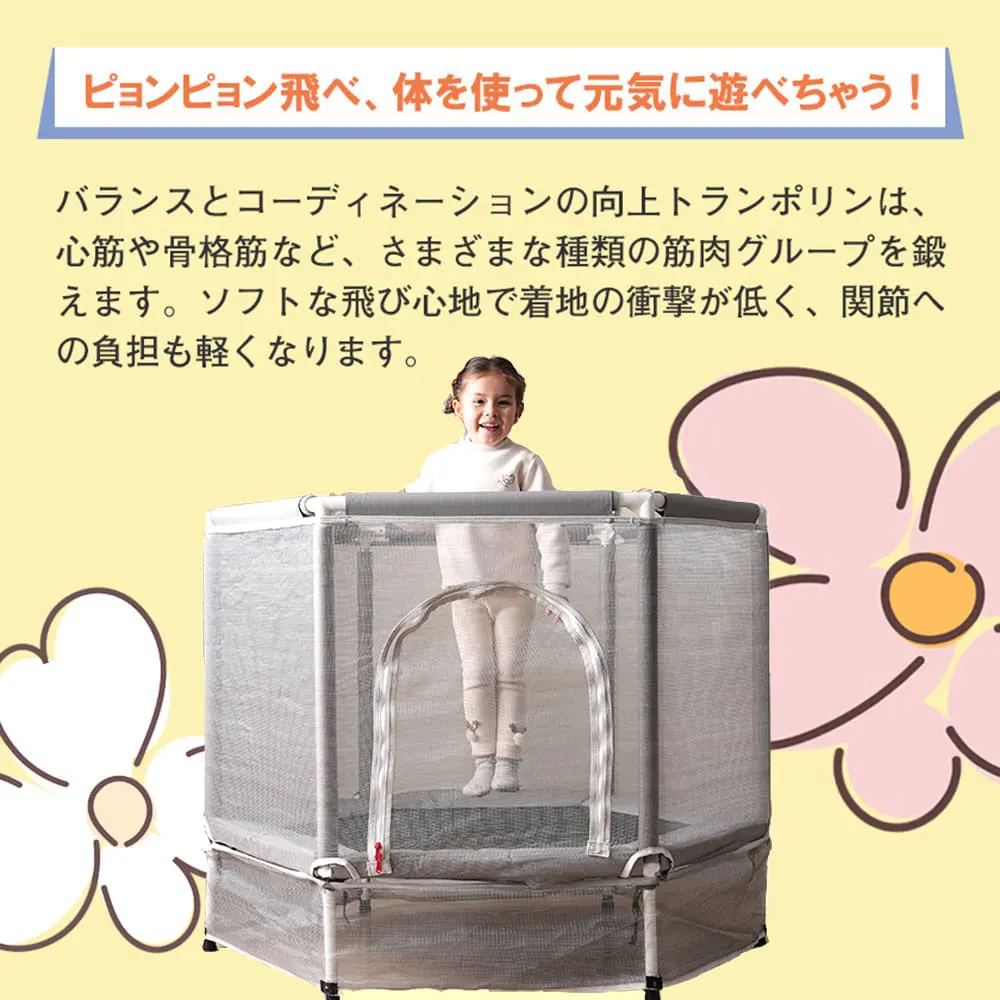 ピョンピョン飛べ、体を使って元気に遊べちゃう！
バランスとコーディネーションの向上トランポリンは、
心筋や骨格筋など、さまざまな種類の筋肉グループを鍛
えます。ソフトな飛び心地で着地の衝撃が低く、関節へ
の負担も軽くなります。